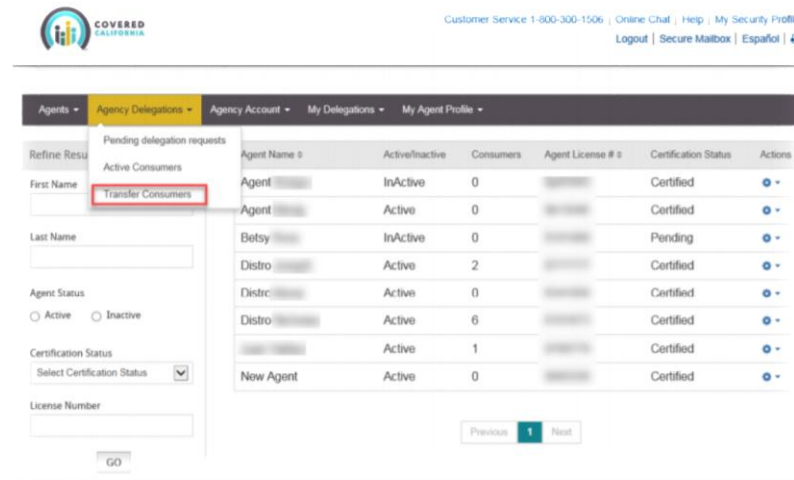 COVERED
CALIFORNIA
Customer Service 1-800-300-1506 | Online Chat | Help | My Security Profil
Logout | Secure Mailbox | Español |
Agents Agency Delegations Agency Account My Delegations My Agent Profile
Pending delegation requests
Active Consumers
Transfer Consumers
Refine Resu
First Name
Last Name
Agent Status
Active Inactive
Certification Status
Select Certification Status
License Number
GO
Agent Name Active/Inactive Consumers Agent License # Certification Status Actions
Agent InActive 0 Certified
Agent Active 0 Certified
Betsy InActive 0 Pending
Distro Active 2 Certified
Distrc Active 0 Certified
Distro Active 6 Certified
Active 1 Certified
New Agent Active 0 Certified
Previous 1 Next